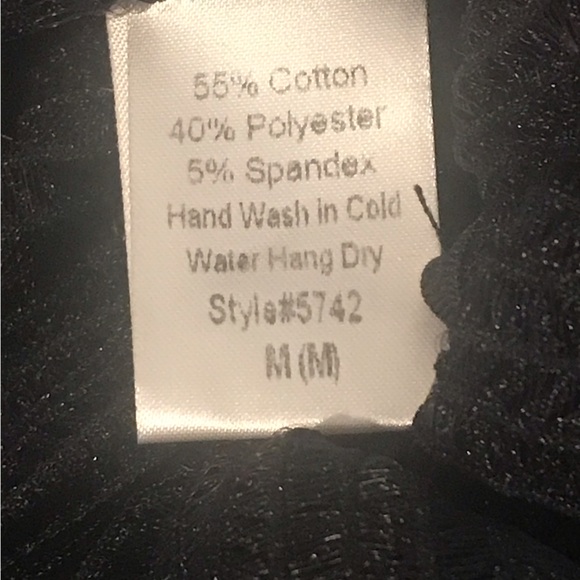 55% Cotton
40% Polyester
5% Spandex
Hand Wash in Cold
Water Hang Dry
Style#5742
M (M)